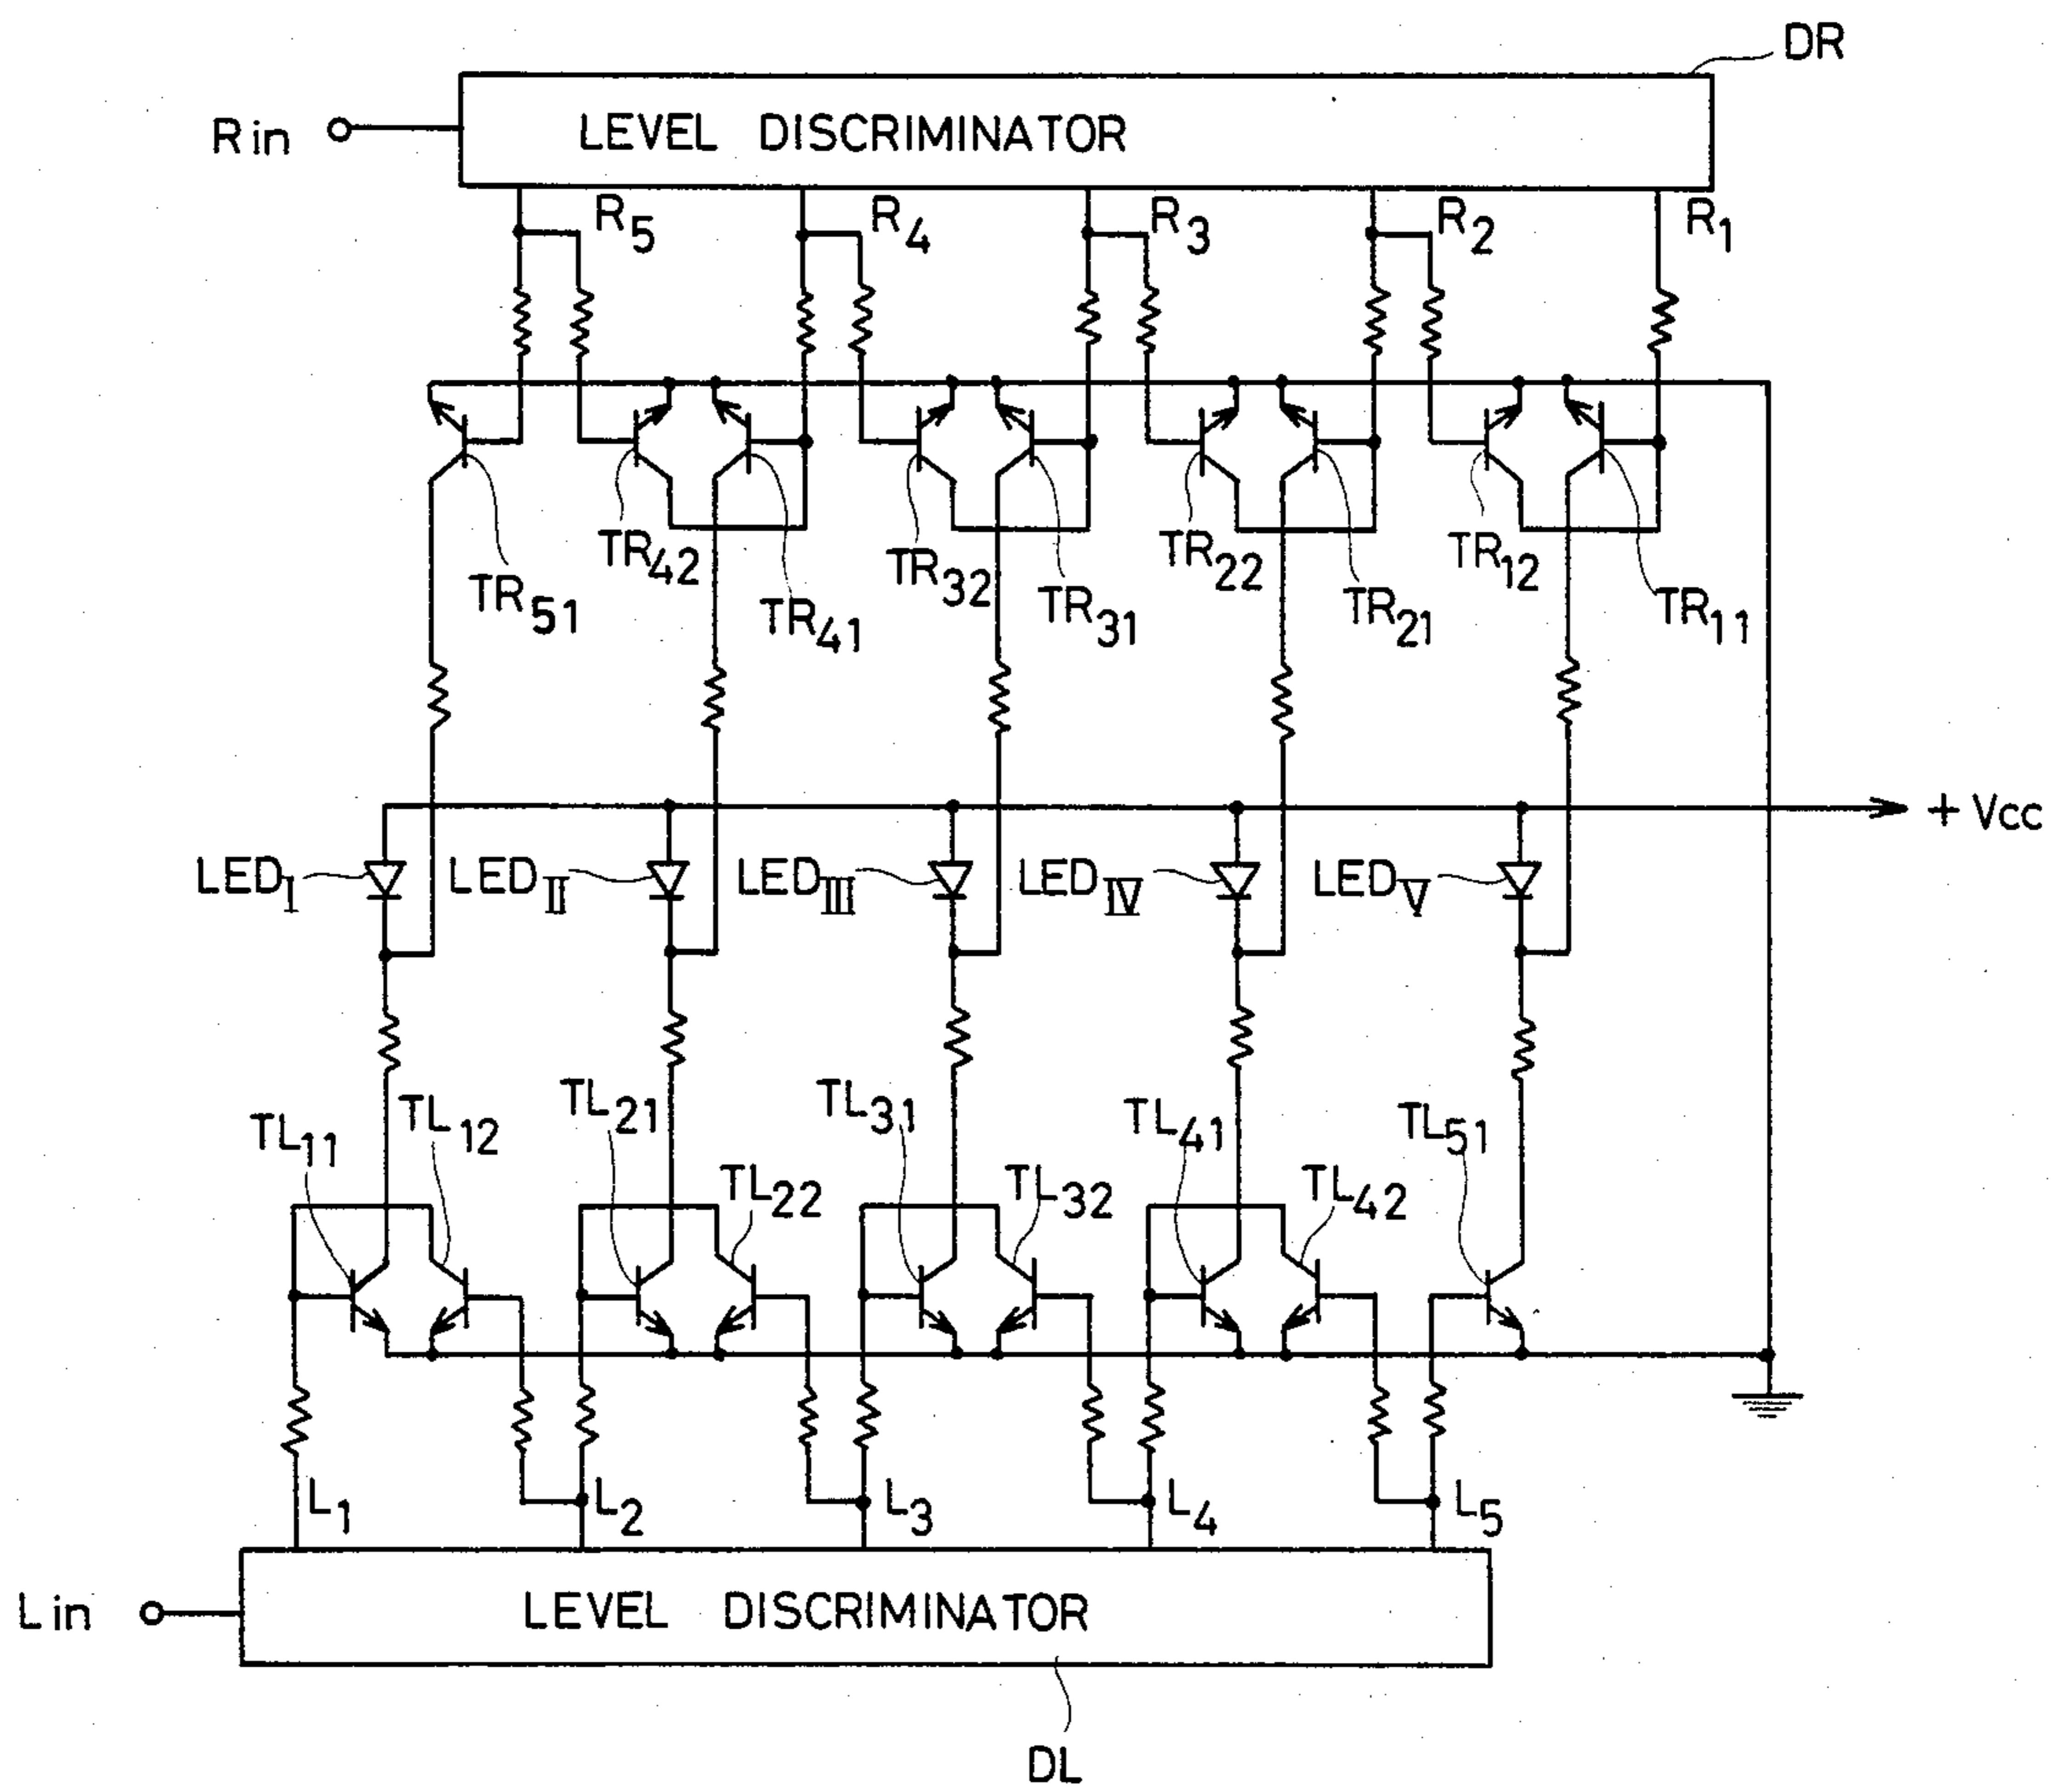 DR
Rin
LEVEL DISCRIMINATOR
R5
R4
R3
R2
R1
TR42
TR32
TR22
TR12
TR51
TR41
TR31
TR21
TR11
+ Vcc
LEDI
LEDII
LEDIII
LEDIV
LEDV
TL11
TL12
TL21
TL22
TL31
TL32
TL41
TL42
TL51
L1
L2
L3
L4
L5
Lin
LEVEL DISCRIMINATOR
DL